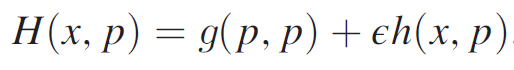 H(x, p) = g(p, p) + ϵh(x, p).